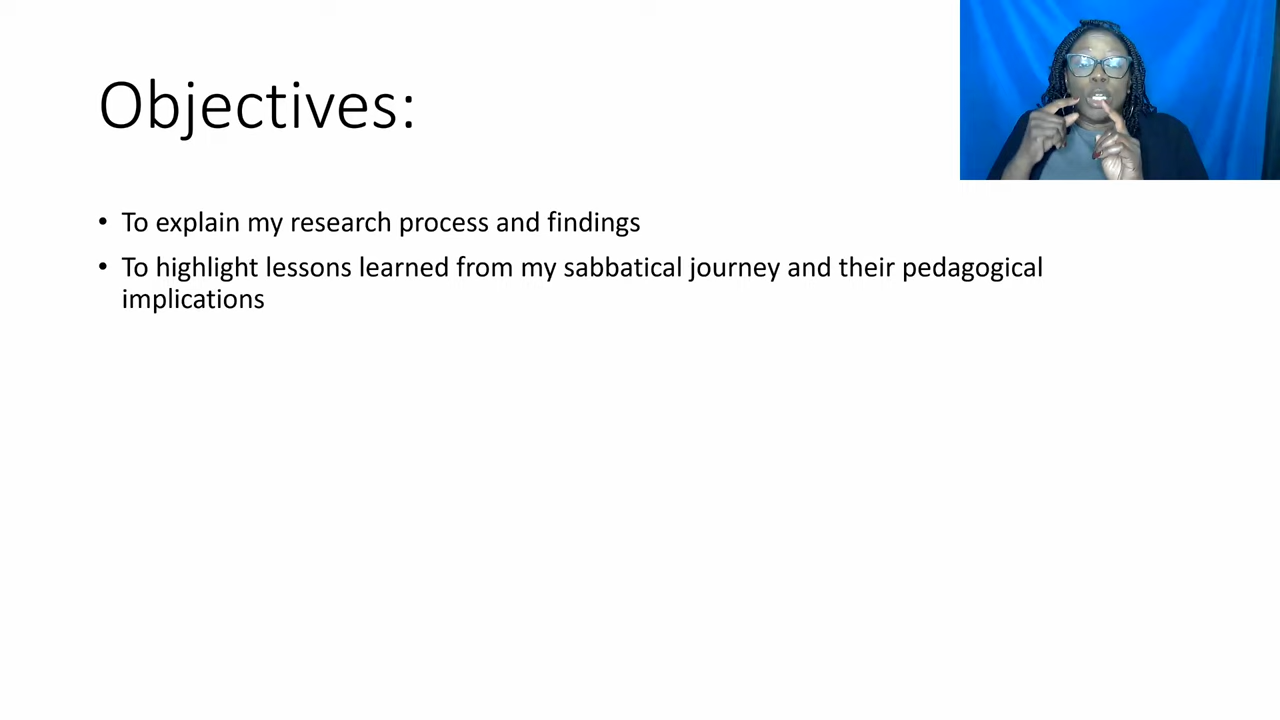 Objectives:
• To explain my research process and findings
• To highlight lessons learned from my sabbatical journey and their pedagogical
implications